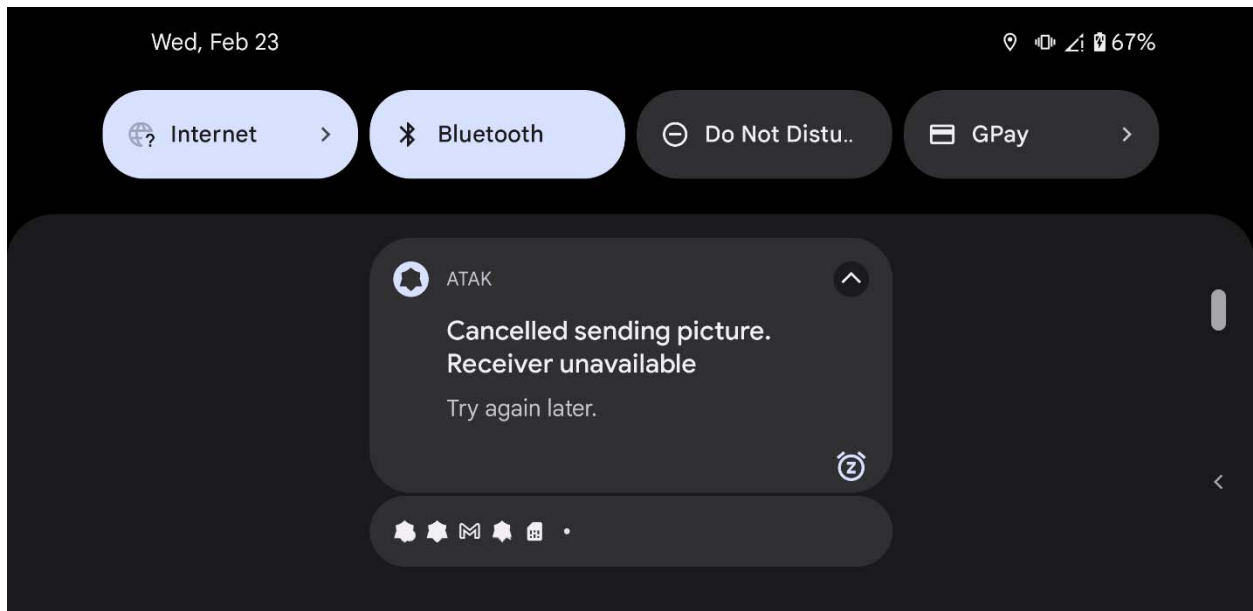 Wed, Feb 23
67%
Internet
Bluetooth
Do Not Distu..
GPay
ATAK
Cancelled sending picture.
Receiver unavailable
Try again later.